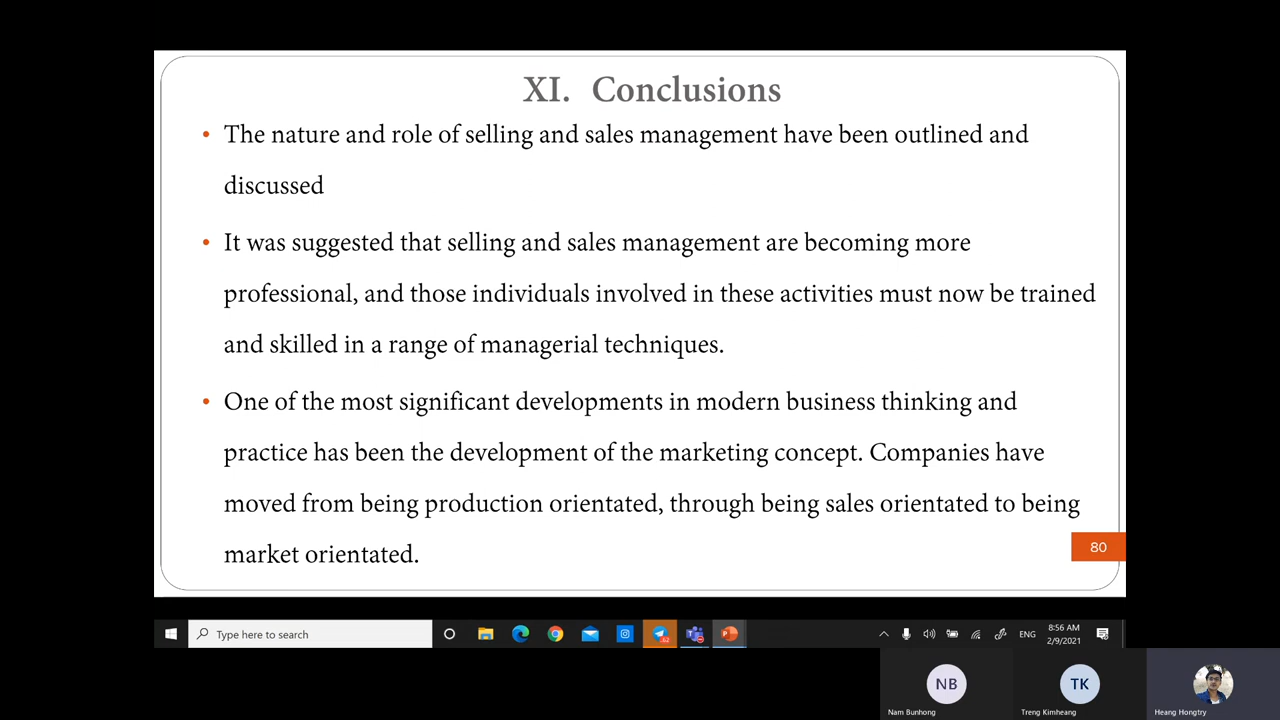 XI. Conclusions
• The nature and role of selling and sales management have been outlined and
discussed
• It was suggested that selling and sales management are becoming more
professional, and those individuals involved in these activities must now be trained
and skilled in a range of managerial techniques.
• One of the most significant developments in modern business thinking and
practice has been the development of the marketing concept. Companies have
moved from being production orientated, through being sales orientated to being
market orientated.
80
Type here to search
ENG
8:56 AM
2/9/2021
NB
Nam Bunhong
TK
Treng Kimheang
Heang Hongtry